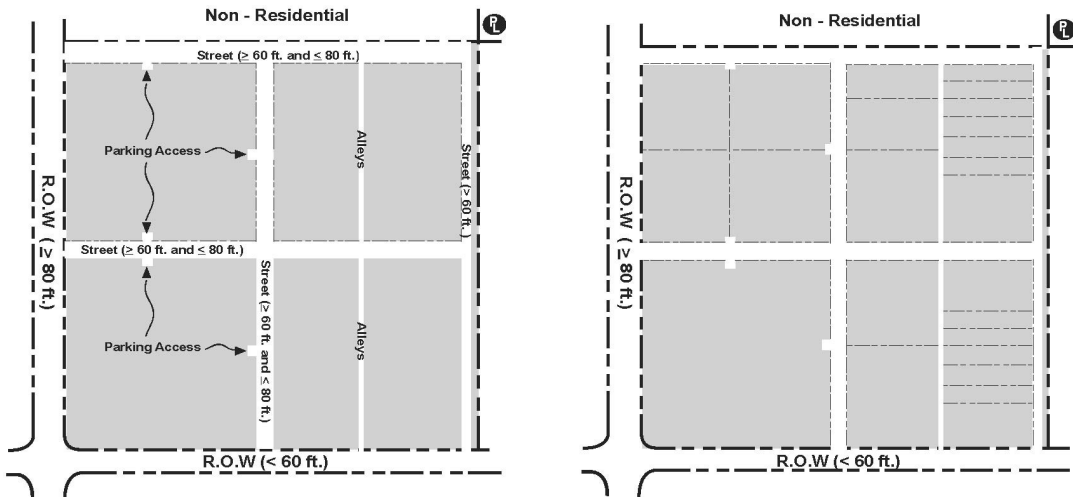 Non - Residential
PL
Street (≥ 60 ft. and ≤ 80 ft.)
Parking Access
Alleys
Street (> 60 ft.)
R.O.W (≥ 80 ft.)
Street (≥ 60 ft. and ≤ 80 ft.)
Street (≥ 60 ft. and ≤ 80 ft.)
Parking Access
Alleys
R.O.W (< 60 ft.)
Non - Residential
PL
R.O.W (≥ 80 ft.)
R.O.W (< 60 ft.)